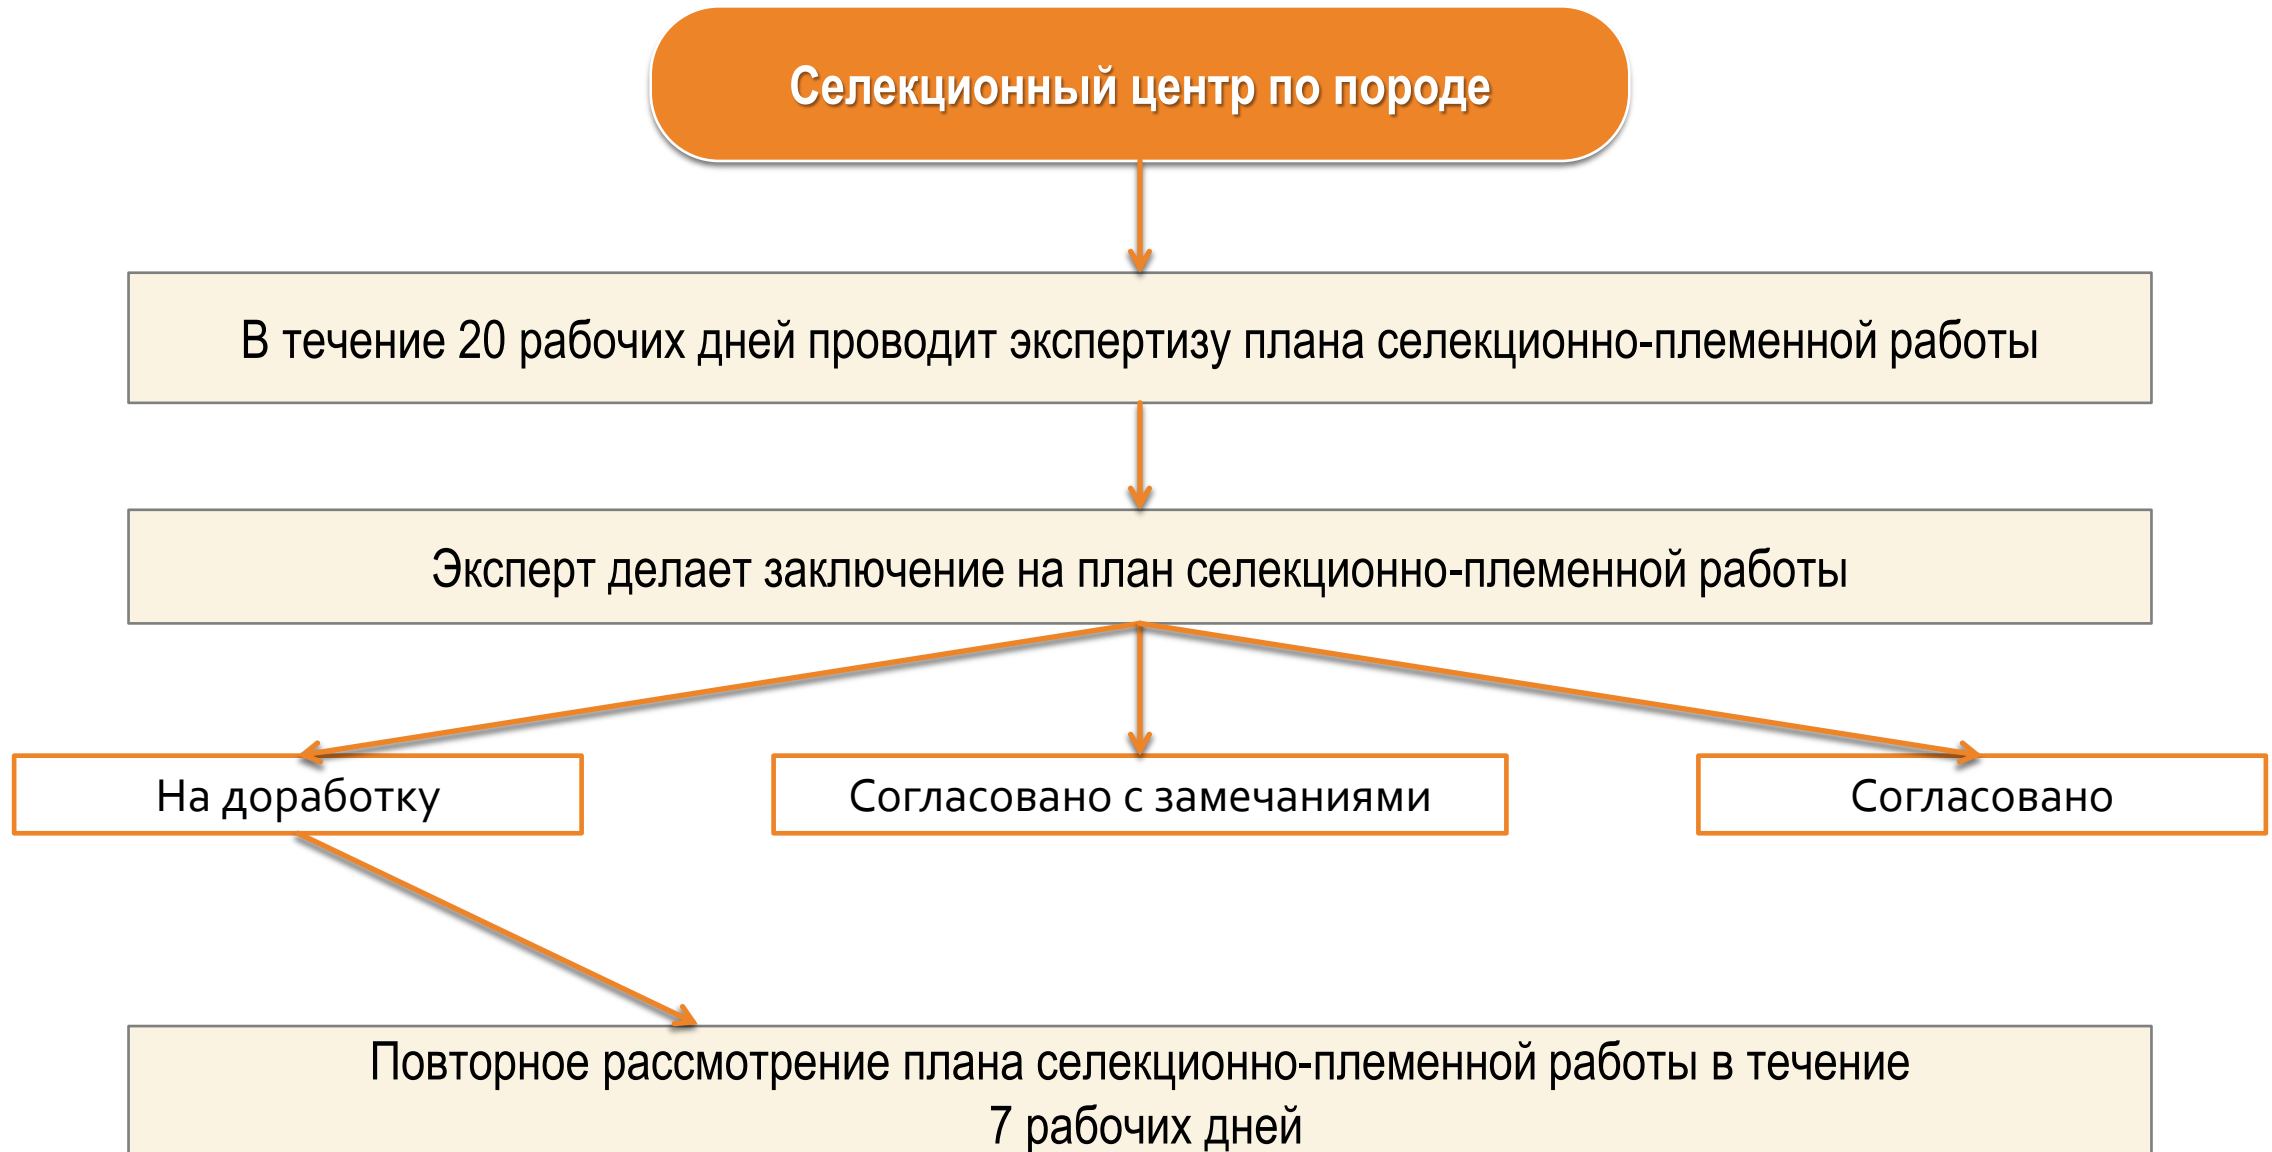 Селекционный центр по породе
В течение 20 рабочих дней проводит экспертизу плана селекционно-племенной работы
Эксперт делает заключение на план селекционно-племенной работы
На доработку
Согласовано с замечаниями
Согласовано
Повторное рассмотрение плана селекционно-племенной работы в течение
7 рабочих дней